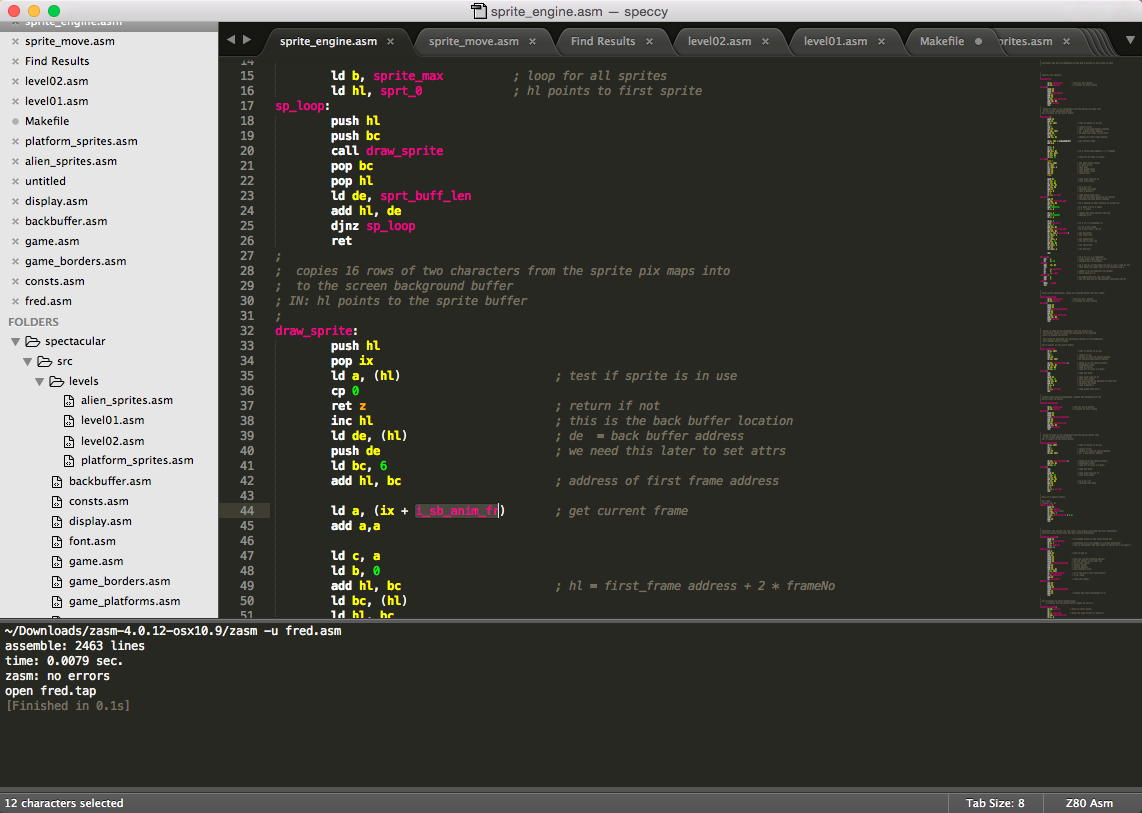 sprite_engine.asm — speccy
sprite_engine.asm
sprite_move.asm
Find Results
level02.asm
level01.asm
Makefile
platform_sprites.asm
alien_sprites.asm
untitled
display.asm
backbuffer.asm
game.asm
game_borders.asm
consts.asm
fred.asm
FOLDERS
spectacular
src
levels
alien_sprites.asm
level01.asm
level02.asm
platform_sprites.asm
backbuffer.asm
consts.asm
display.asm
font.asm
game.asm
game_borders.asm
game_platforms.asm
sprite_engine.asm × sprite_move.asm × Find Results × level02.asm × level01.asm × Makefile prites.asm ×
14
15 ld b, sprite_max ; loop for all sprites
16 ld hl, sprt_0 ; hl points to first sprite
17 sp_loop:
18 push hl
19 push bc
20 call draw_sprite
21 pop bc
22 pop hl
23 ld de, sprt_buff_len
24 add hl, de
25 djnz sp_loop
26 ret
27 ;
28 ; copies 16 rows of two characters from the sprite pix maps into
29 ; to the screen background buffer
30 ; IN: hl points to the sprite buffer
31 ;
32 draw_sprite:
33 push hl
34 pop ix
35 ld a, (hl) ; test if sprite is in use
36 cp 0
37 ret z ; return if not
38 inc hl ; this is the back buffer location
39 ld de, (hl) ; de = back buffer address
40 push de ; we need this later to set attrs
41 ld bc, 6
42 add hl, bc ; address of first frame address
43
44 ld a, (ix + i_sb_anim_fr) ; get current frame
45 add a,a
46
47 ld c, a
48 ld b, 0
49 add hl, bc ; hl = first_frame address + 2 * frameNo
50 ld bc, (hl)
51 ld hl, bc
~/Downloads/zasm-4.0.12-osx10.9/zasm -u fred.asm
assemble: 2463 lines
time: 0.0079 sec.
zasm: no errors
open fred.tap
[Finished in 0.1s]
12 characters selected
Tab Size: 8
Z80 Asm